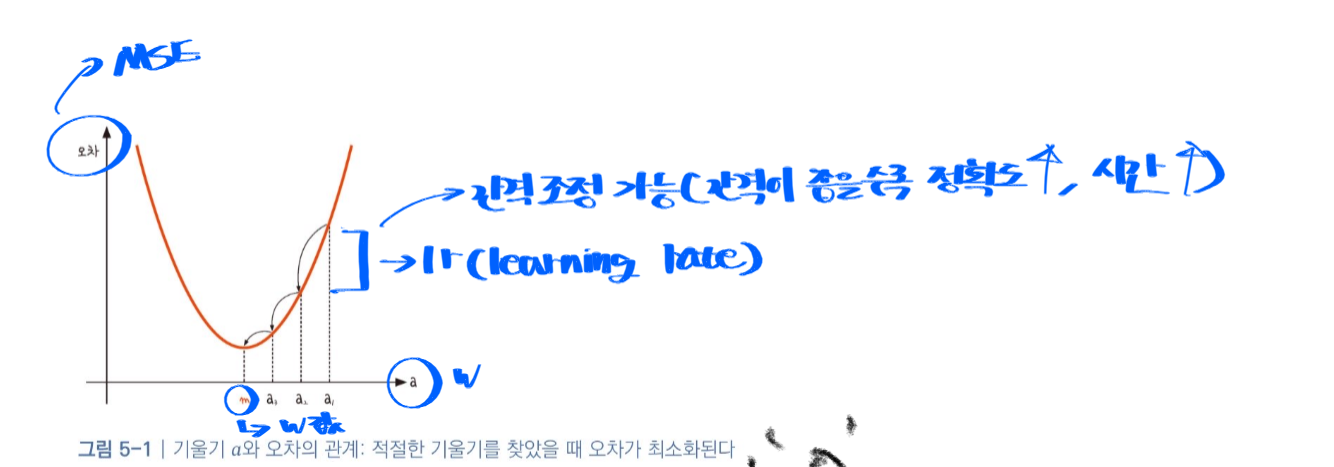 MSE
오차
간격 조정 가능(간격이 좁을수록 정확도↑, 시간↑)
→lr(learning rate)
a W
m a₃ a₂ a₁
↳ W값
그림 5-1 | 기울기 a와 오차의 관계: 적절한 기울기를 찾았을 때 오차가 최소화된다